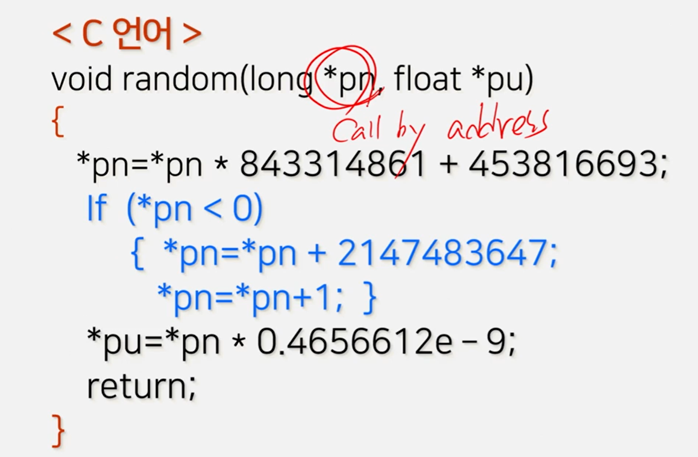 < C 언어 >
void random(long *pn, float *pu)
{
Call by address
*pn=*pn * 843314861 + 453816693;
If (*pn < 0)
{ *pn=*pn + 2147483647;
*pn=*pn+1; }
*pu=*pn * 0.4656612e – 9;
return;
}